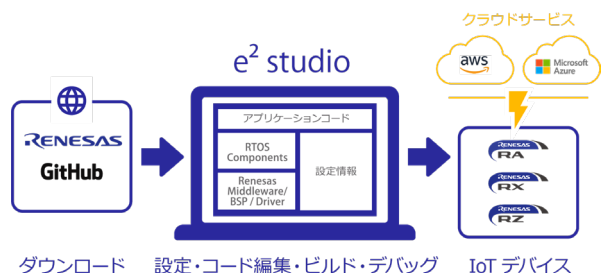 クラウドサービス
aws
Microsoft
Azure
e² studio
RENESAS
GitHub
アプリケーションコード
RTOS
Components
Renesas
Middleware/
BSP / Driver
設定情報
RENESAS
RA
RENESAS
RX
RENESAS
RZ
ダウンロード
設定・コード編集・ビルド・デバッグ
IoT デバイス